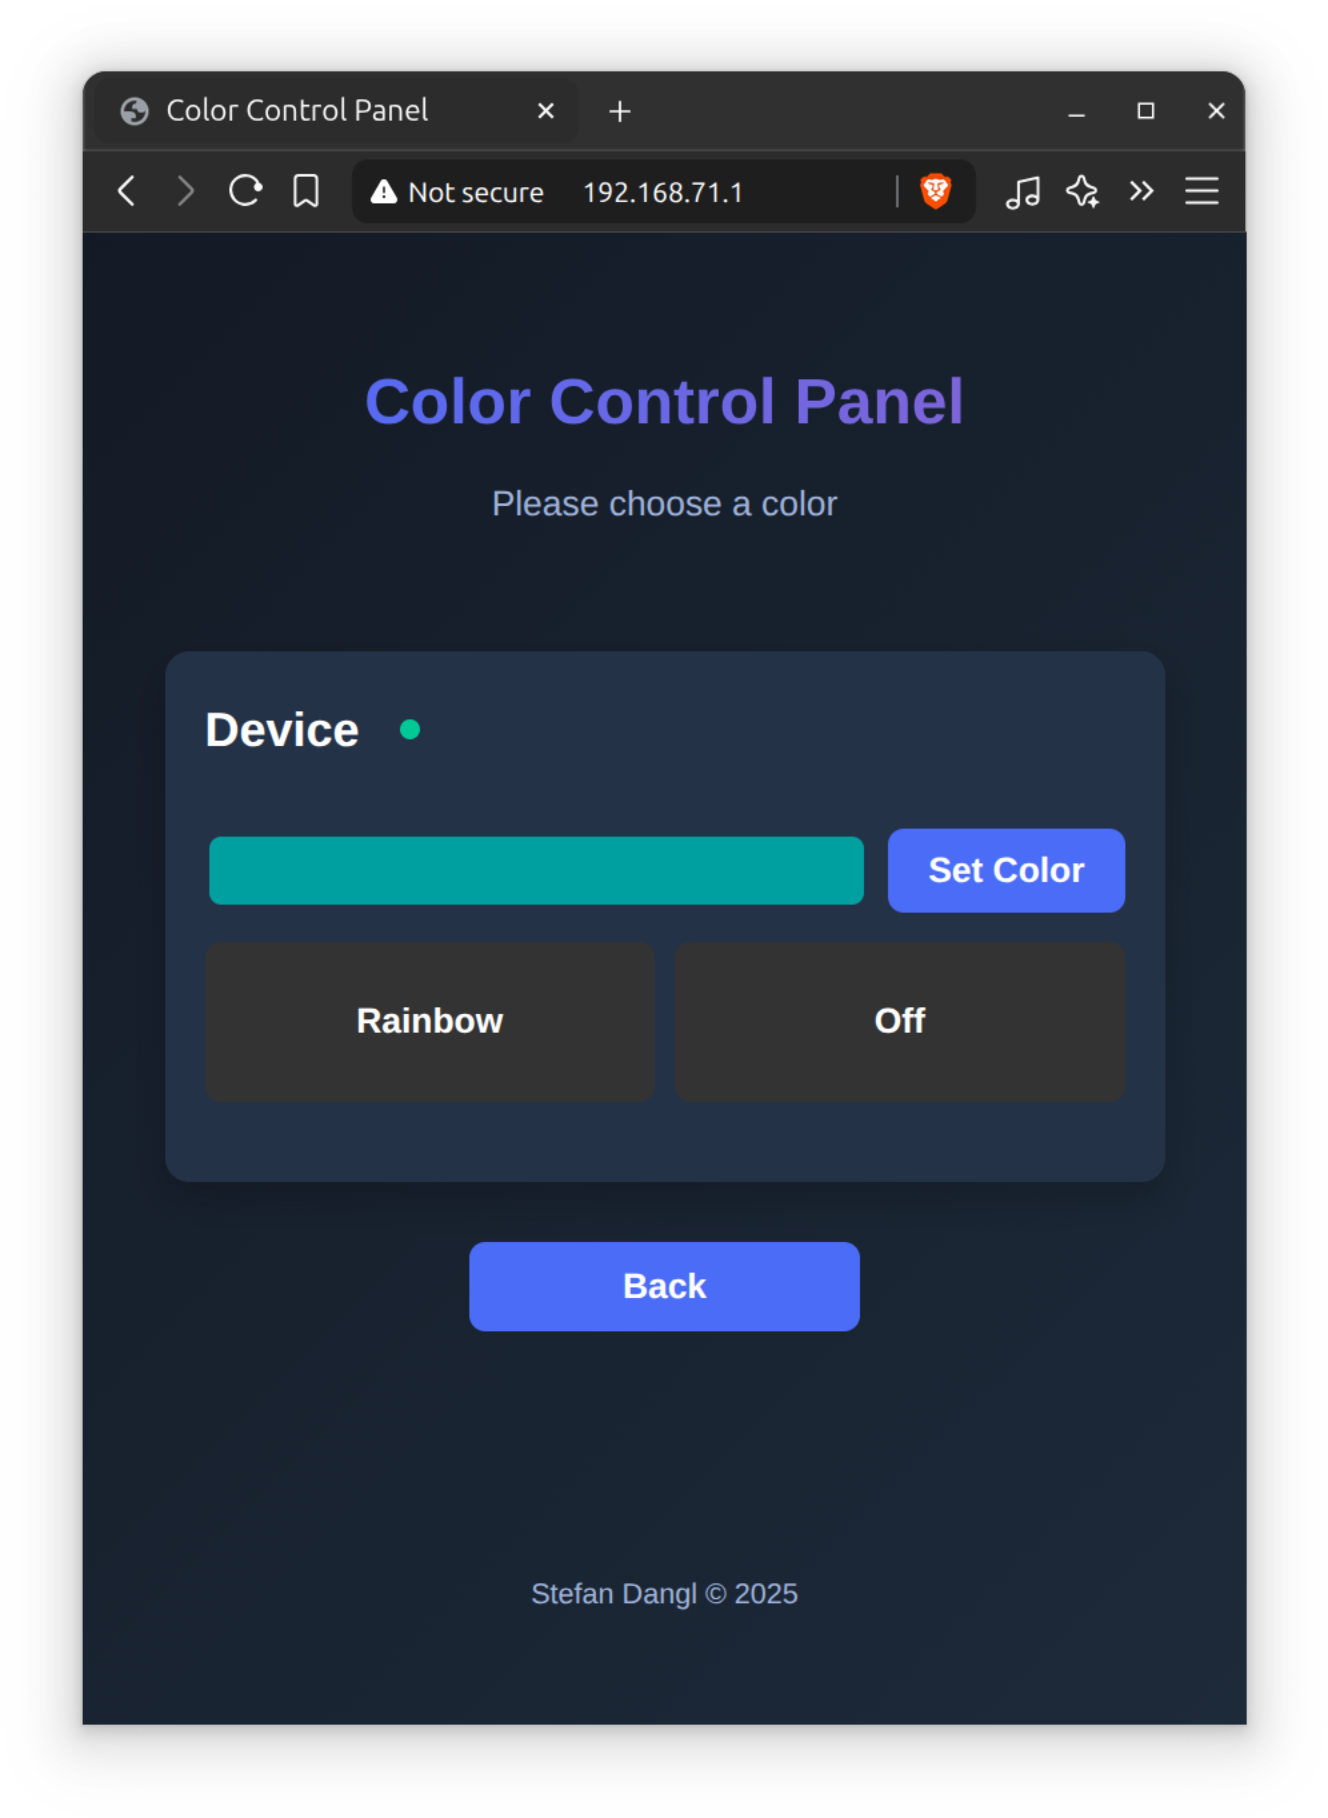 Color Control Panel
Not secure 192.168.71.1
Color Control Panel
Please choose a color
Device
Set Color
Rainbow Off
Back
Stefan Dangl © 2025